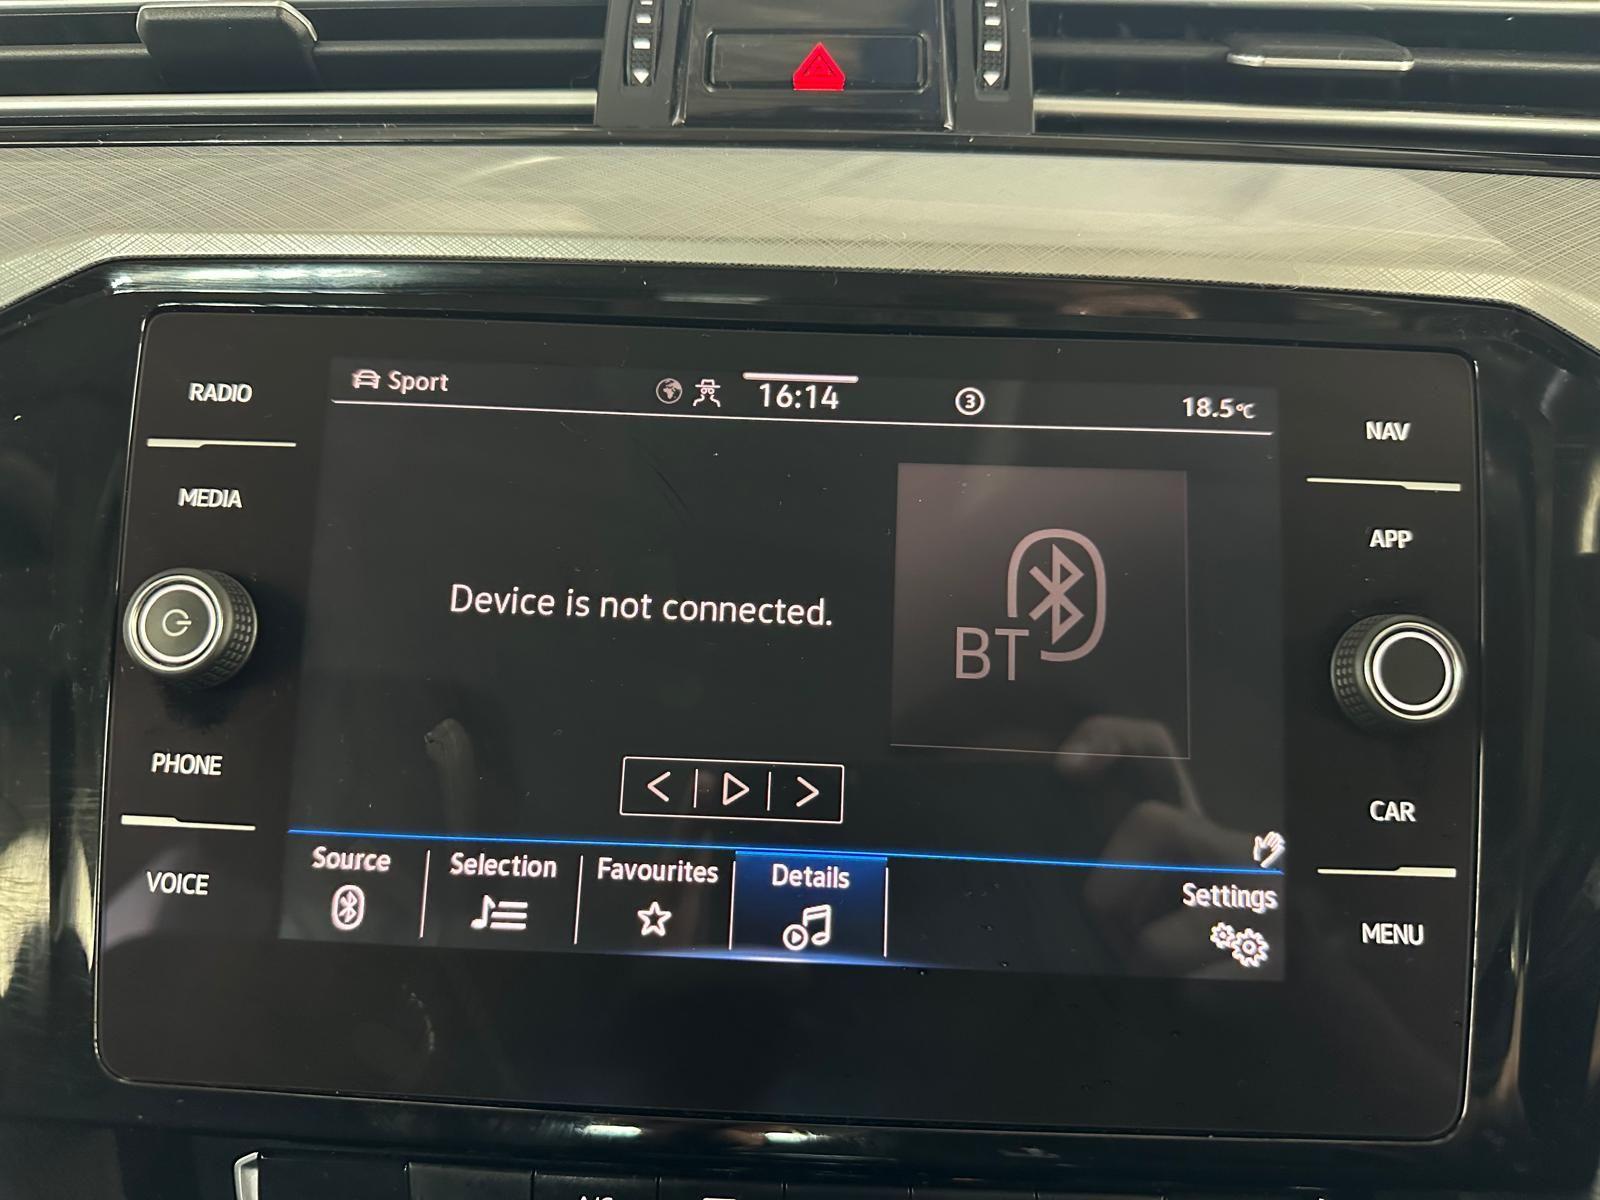 Sport
16:14
3
18.5°C
RADIO
MEDIA
PHONE
VOICE
NAV
APP
CAR
MENU
Device is not connected.
BT
Source
Selection
Favourites
Details
Settings